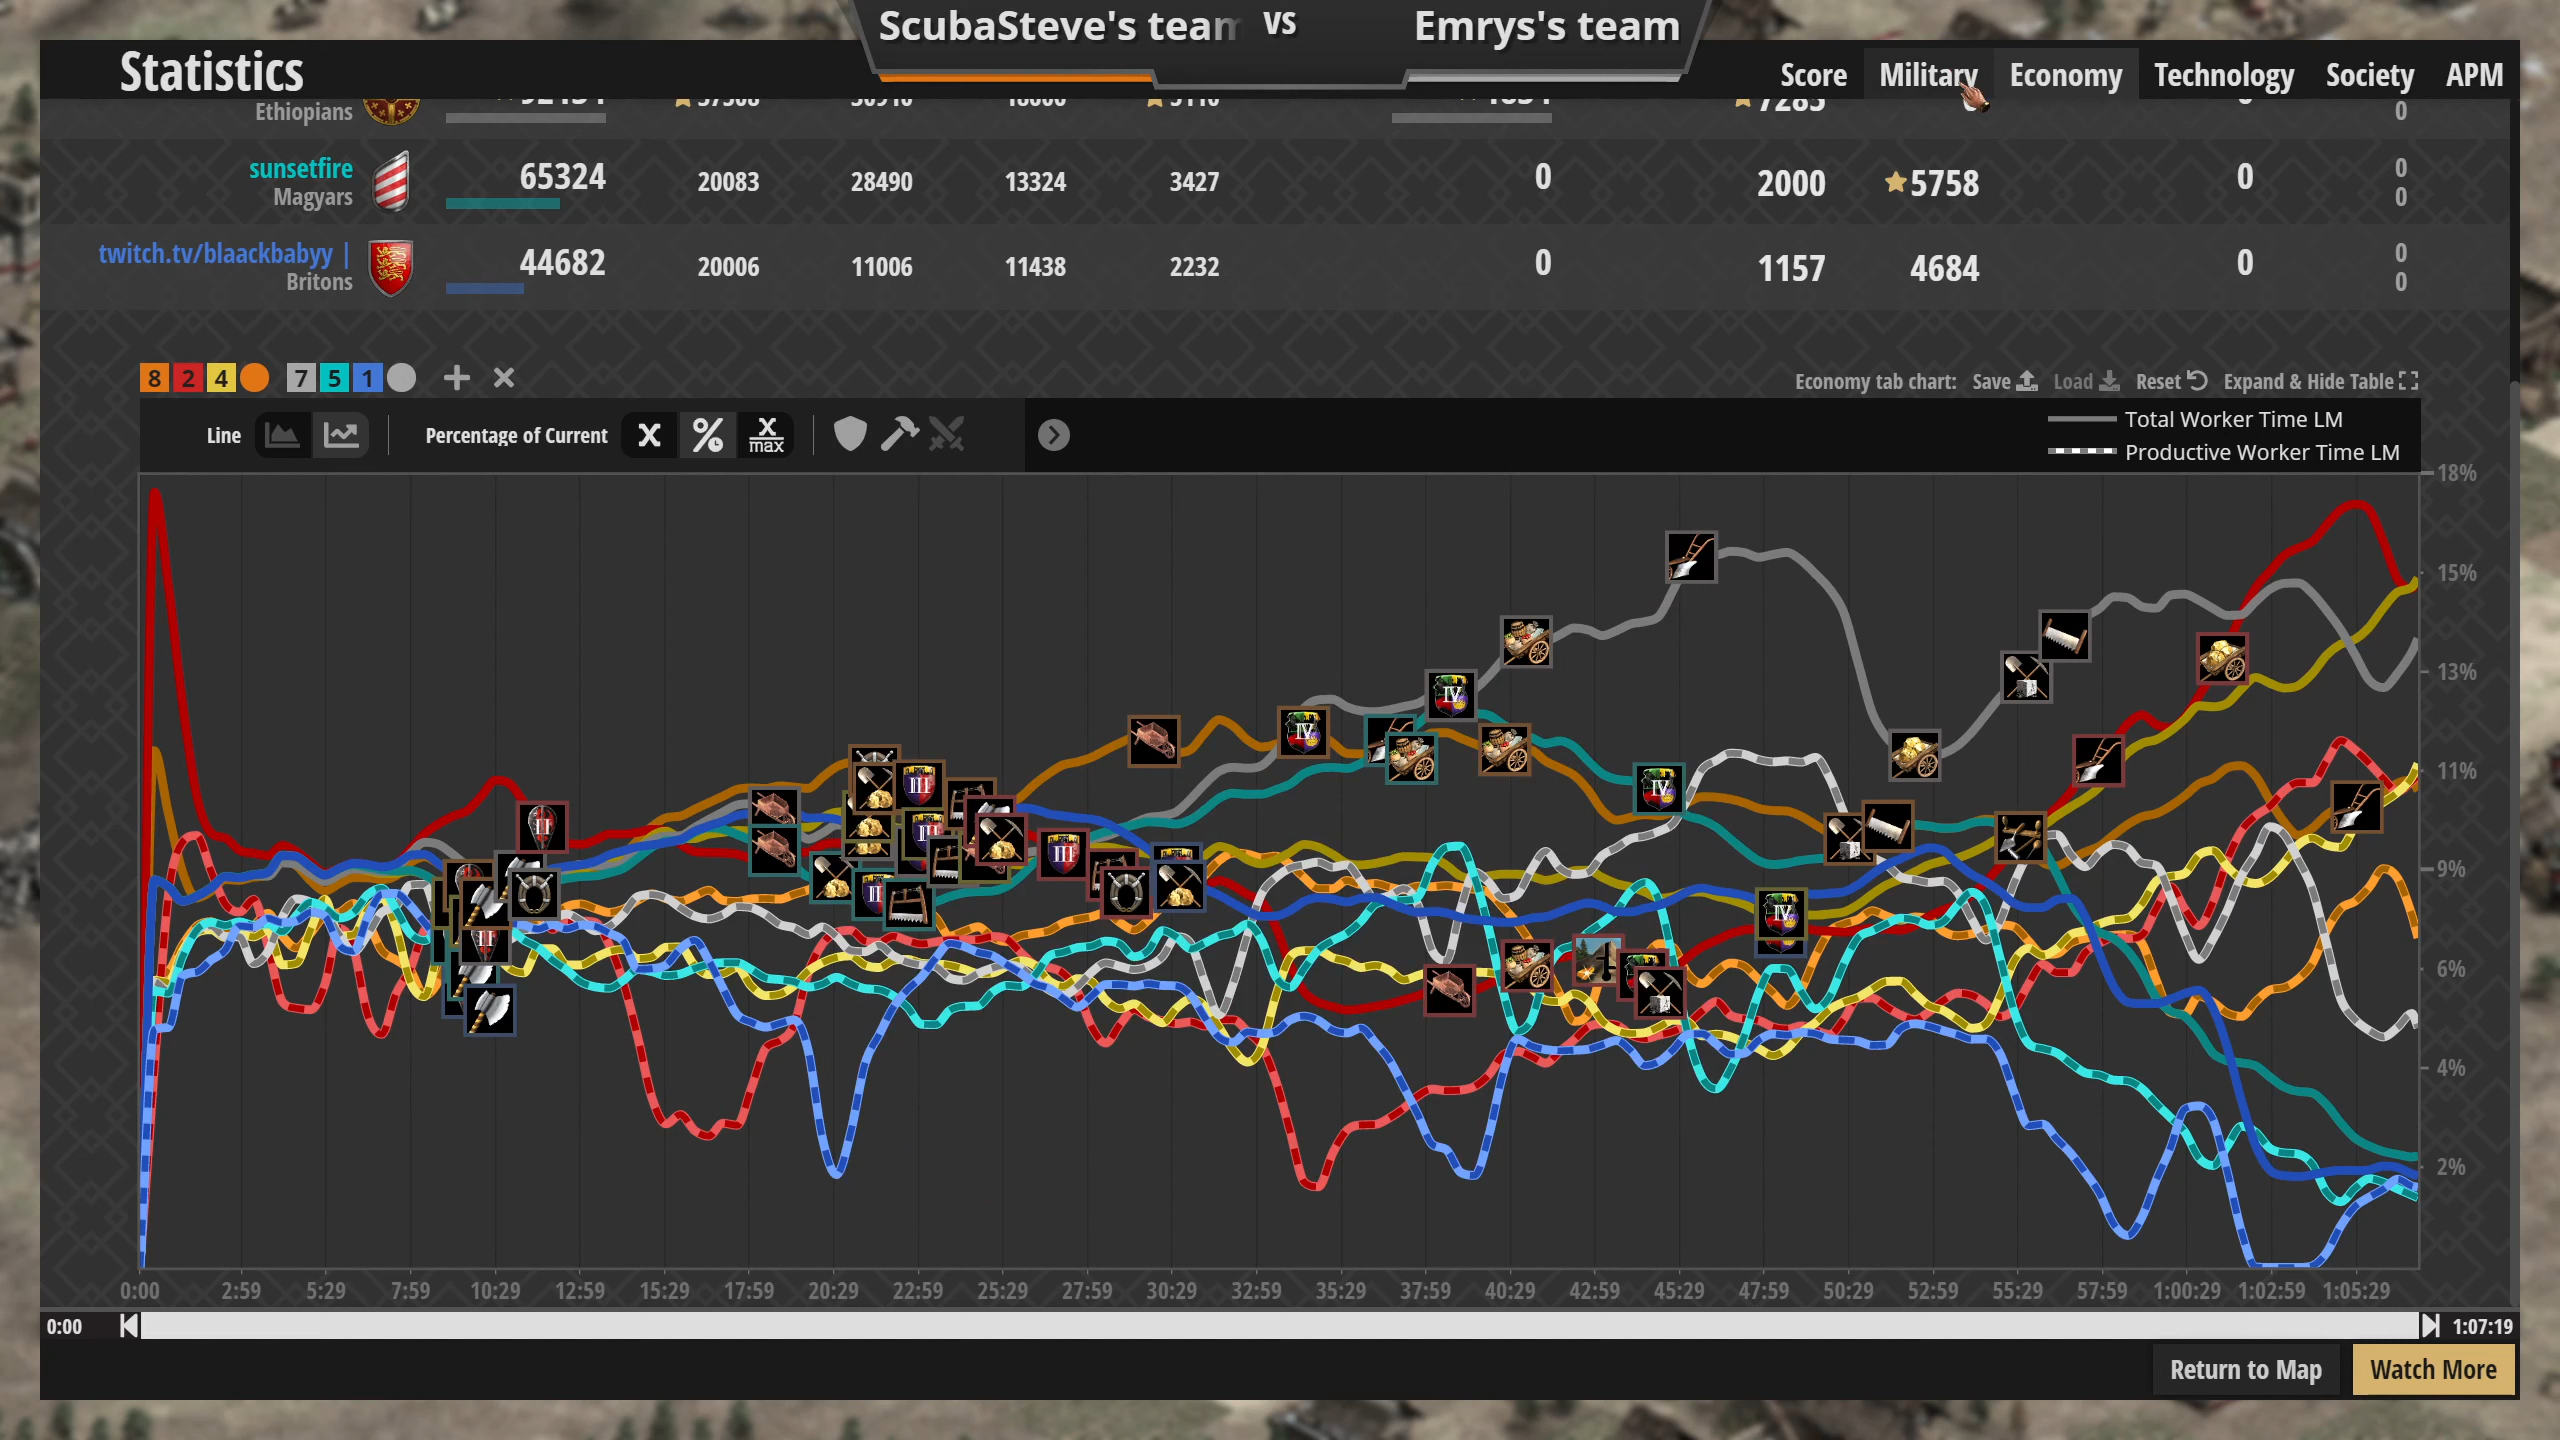 ScubaSteve's team VS Emrys's team
Statistics
Score Military Economy Technology Society APM
Ethiopians 0
sunsetfire 65324 20083 28490 13324 3427 0 2000 5758 0 0
Magyars 0
twitch.tv/blaackbabyy | 44682 20006 11006 11438 2232 0 1157 4684 0 0
Britons 0
8 2 4 7 5 1
Economy tab chart: Save Load Reset Expand & Hide Table
Line Percentage of Current X % X max
Total Worker Time LM
Productive Worker Time LM
18%
15%
13%
11%
9%
6%
4%
2%
0:00 2:59 5:29 7:59 10:29 12:59 15:29 17:59 20:29 22:59 25:29 27:59 30:29 32:59 35:29 37:59 40:29 42:59 45:29 47:59 50:29 52:59 55:29 57:59 1:00:29 1:02:59 1:05:29
0:00 1:07:19
Return to Map Watch More